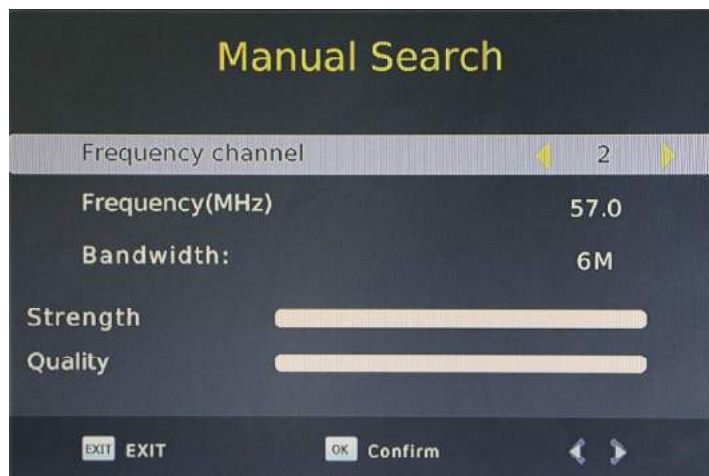 Manual Search
Frequency channel 2
Frequency(MHz) 57.0
Bandwidth: 6M
Strength
Quality
EXIT EXIT OK Confirm